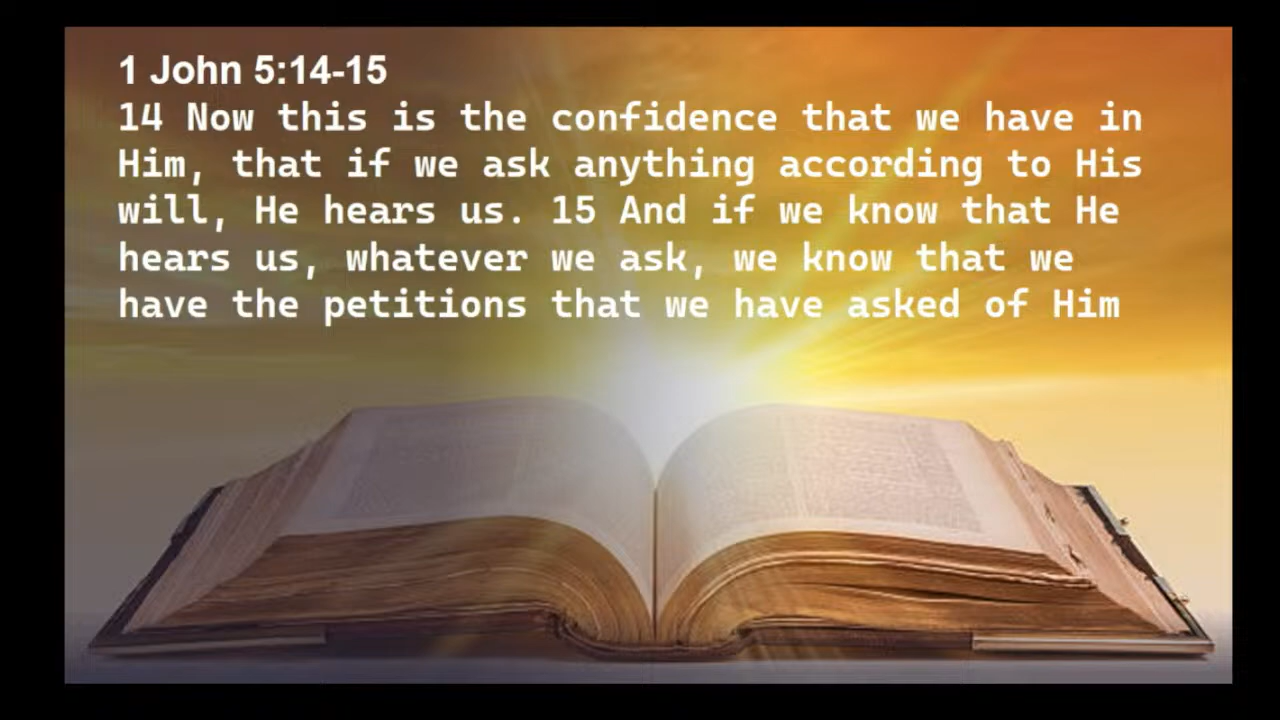 1 John 5:14-15
14 Now this is the confidence that we have in
Him, that if we ask anything according to His
will, He hears us. 15 And if we know that He
hears us, whatever we ask, we know that we
have the petitions that we have asked of Him